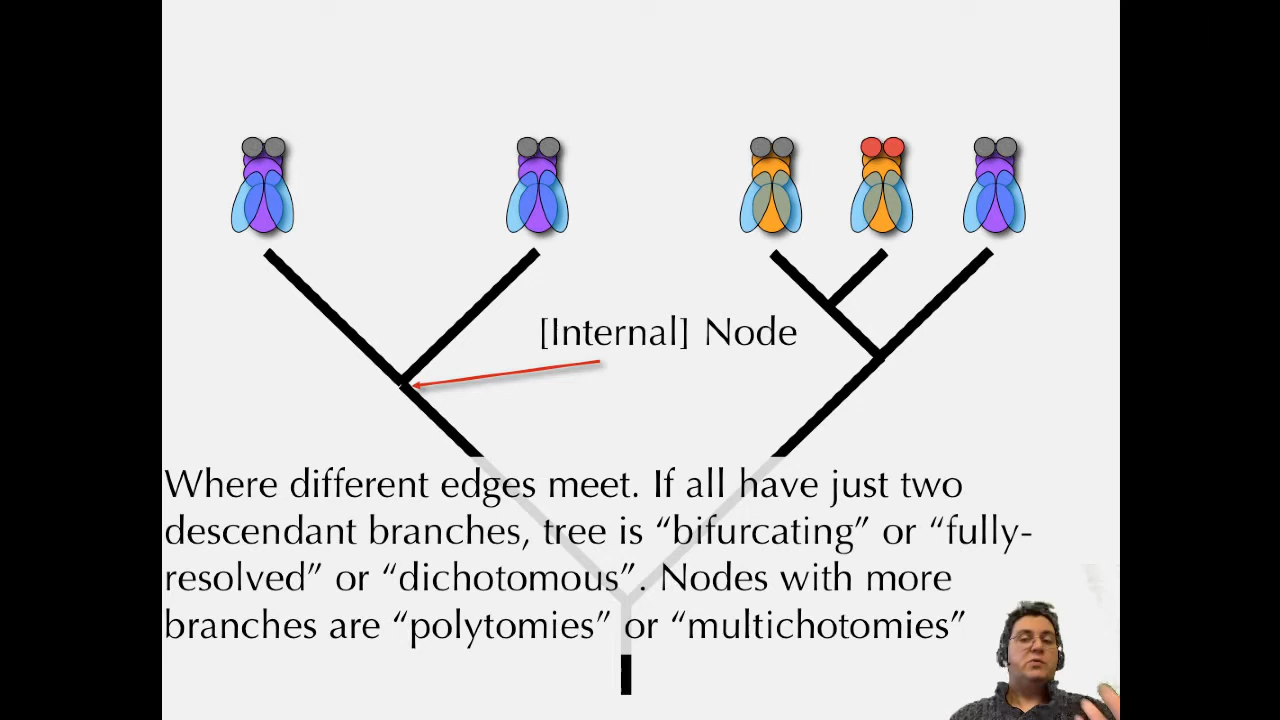 [Internal] Node
Where different edges meet. If all have just two
descendant branches, tree is “bifurcating” or “fully-
resolved” or “dichotomous”. Nodes with more
branches are “polytomies” or “multichotomies”